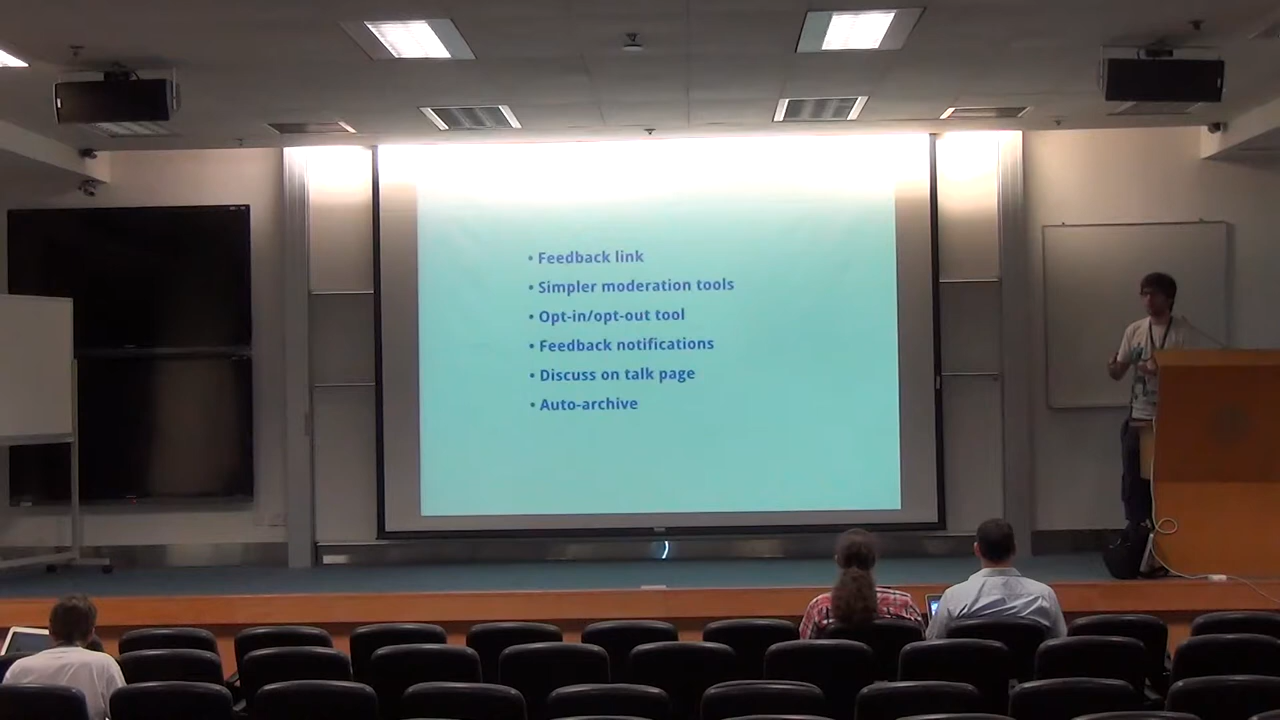 • Feedback link
• Simpler moderation tools
• Opt-in/opt-out tool
• Feedback notifications
• Discuss on talk page
• Auto-archive